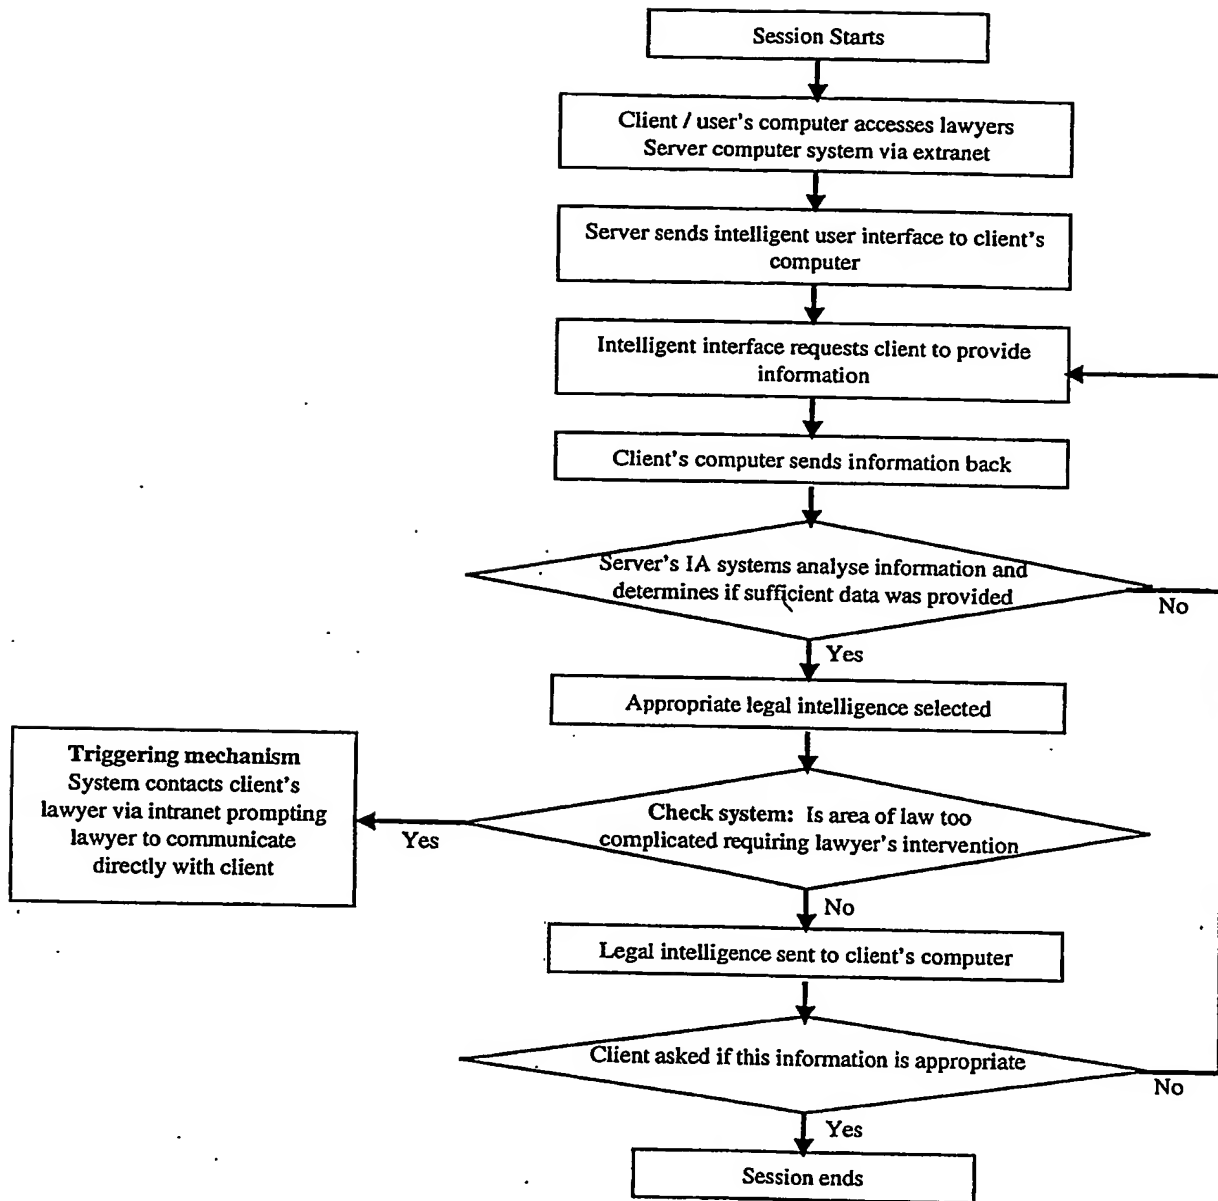 Session Starts
Client / user's computer accesses lawyers
Server computer system via extranet
Server sends intelligent user interface to client's
computer
Intelligent interface requests client to provide
information
Client's computer sends information back
Server's IA systems analyse information and
determines if sufficient data was provided
No
Yes
Appropriate legal intelligence selected
Triggering mechanism
System contacts client's
lawyer via intranet prompting
lawyer to communicate
directly with client
Yes
Check system: Is area of law too
complicated requiring lawyer's intervention
No
Legal intelligence sent to client's computer
Client asked if this information is appropriate
No
Yes
Session ends